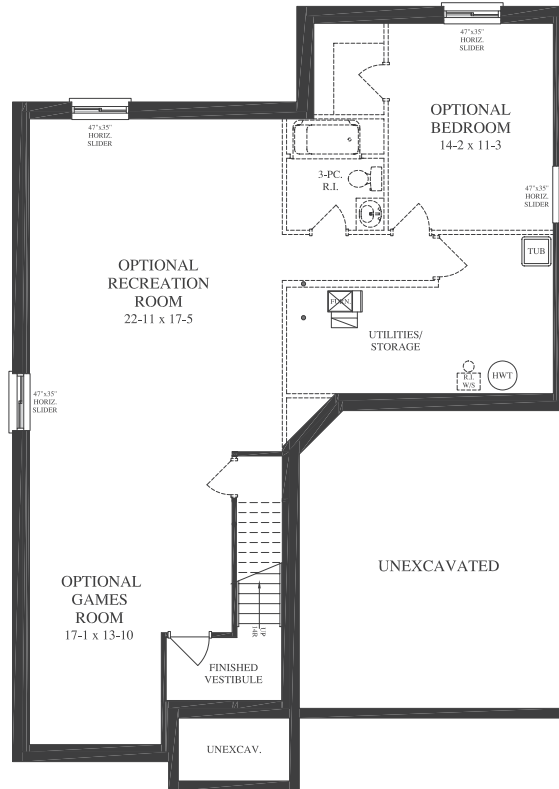 47"x35"
HORIZ.
SLIDER
47"x35"
HORIZ.
SLIDER
OPTIONAL
BEDROOM
14-2 x 11-3
3-PC.
R.I.
47"x35"
HORIZ.
SLIDER
TUB
OPTIONAL
RECREATION
ROOM
22-11 x 17-5
FURN.
UTILITIES/
STORAGE
R.I.
W/S
HWT
47"x35"
HORIZ.
SLIDER
UNEXCAVATED
OPTIONAL
GAMES
ROOM
17-1 x 13-10
UP
14R
FINISHED
VESTIBULE
UNEXCAV.